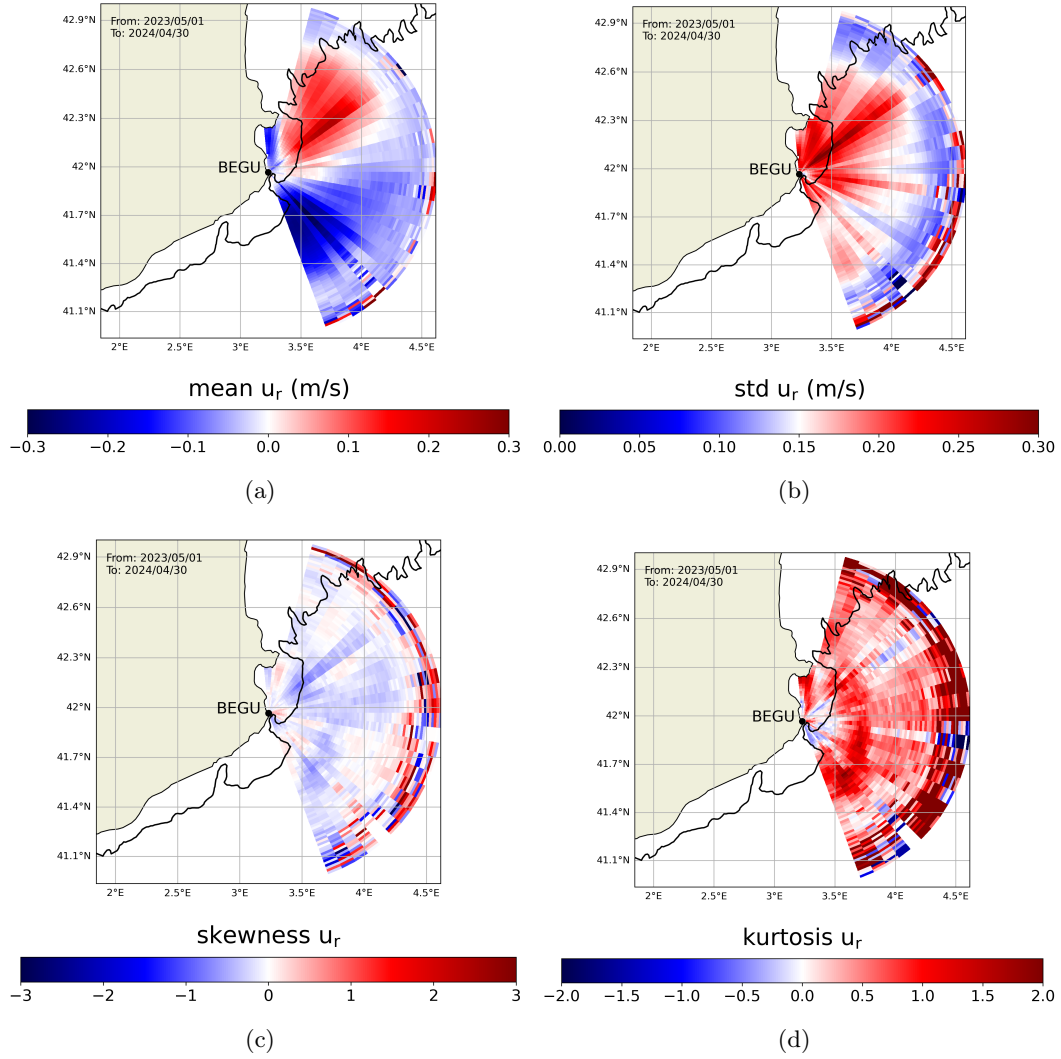 From: 2023/05/01
To: 2024/04/30
42.9°N
42.6°N
42.3°N
42°N
41.7°N
41.4°N
41.1°N
BEGU
2°E 2.5°E 3°E 3.5°E 4°E 4.5°E
mean uᵣ (m/s)
−0.3 −0.2 −0.1 0.0 0.1 0.2 0.3
(a)
From: 2023/05/01
To: 2024/04/30
42.9°N
42.6°N
42.3°N
42°N
41.7°N
41.4°N
41.1°N
BEGU
2°E 2.5°E 3°E 3.5°E 4°E 4.5°E
std uᵣ (m/s)
0.00 0.05 0.10 0.15 0.20 0.25 0.30
(b)
From: 2023/05/01
To: 2024/04/30
42.9°N
42.6°N
42.3°N
42°N
41.7°N
41.4°N
41.1°N
BEGU
2°E 2.5°E 3°E 3.5°E 4°E 4.5°E
skewness uᵣ
−3 −2 −1 0 1 2 3
(c)
From: 2023/05/01
To: 2024/04/30
42.9°N
42.6°N
42.3°N
42°N
41.7°N
41.4°N
41.1°N
BEGU
2°E 2.5°E 3°E 3.5°E 4°E 4.5°E
kurtosis uᵣ
−2.0 −1.5 −1.0 −0.5 0.0 0.5 1.0 1.5 2.0
(d)